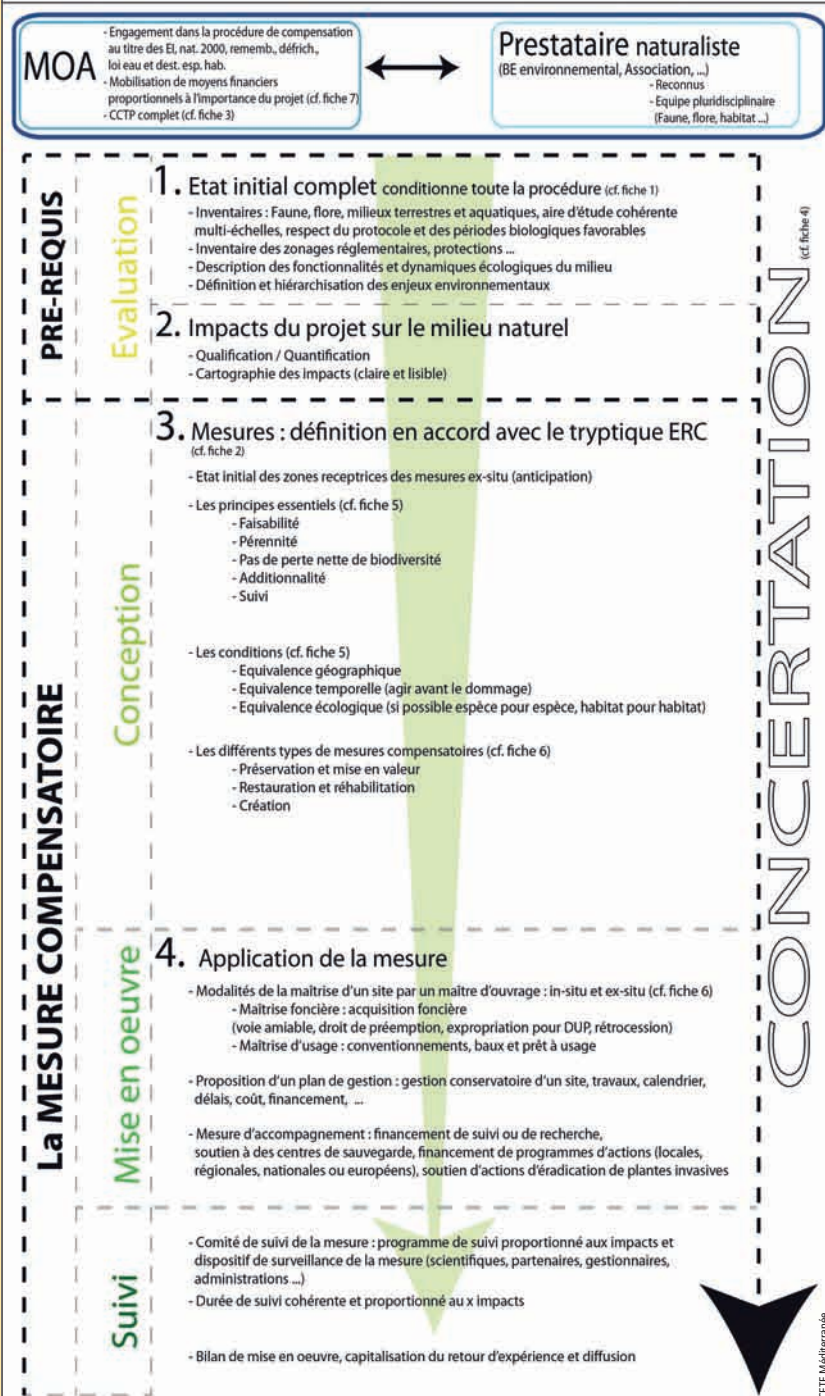 MOA
- Engagement dans la procédure de compensation
au titre des EI, nat. 2000, rememb., défrich.,
loi eau et dest. esp. hab.
- Mobilisation de moyens financiers
proportionnels à l'importance du projet (cf. fiche 7)
- CCTP complet (cf. fiche 3)
Prestataire naturaliste
(BE environnemental, Association, ...)
- Reconnus
- Equipe pluridisciplinaire
(Faune, flore, habitat ...)
PRE-REQUIS
Evaluation
1. Etat initial complet conditionne toute la procédure (cf. fiche 1)
- Inventaires : Faune, flore, milieux terrestres et aquatiques, aire d'étude cohérente
multi-échelles, respect du protocole et des périodes biologiques favorables
- Inventaire des zonages réglementaires, protections ...
- Description des fonctionnalités et dynamiques écologiques du milieu
- Définition et hiérarchisation des enjeux environnementaux
2. Impacts du projet sur le milieu naturel
- Qualification / Quantification
- Cartographie des impacts (claire et lisible)
La MESURE COMPENSATOIRE
Conception
3. Mesures : définition en accord avec le tryptique ERC
(cf. fiche 2)
- Etat initial des zones receptrices des mesures ex-situ (anticipation)
- Les principes essentiels (cf. fiche 5)
- Faisabilité
- Pérennité
- Pas de perte nette de biodiversité
- Additionnalité
- Suivi
- Les conditions (cf. fiche 5)
- Equivalence géographique
- Equivalence temporelle (agir avant le dommage)
- Equivalence écologique (si possible espèce pour espèce, habitat pour habitat)
- Les différents types de mesures compensatoires (cf. fiche 6)
- Préservation et mise en valeur
- Restauration et réhabilitation
- Création
Mise en oeuvre
4. Application de la mesure
- Modalités de la maîtrise d'un site par un maître d'ouvrage : in-situ et ex-situ (cf. fiche 6)
- Maîtrise foncière : acquisition foncière
(voie amiable, droit de préemption, expropriation pour DUP, rétrocession)
- Maîtrise d'usage : conventionnements, baux et prêt à usage
- Proposition d'un plan de gestion : gestion conservatoire d'un site, travaux, calendrier,
délais, coût, financement, ...
- Mesure d'accompagnement : financement de suivi ou de recherche,
soutien à des centres de sauvegarde, financement de programmes d'actions (locales,
régionales, nationales ou européens), soutien d'actions d'éradication de plantes invasives
Suivi
- Comité de suivi de la mesure : programme de suivi proportionné aux impacts et
dispositif de surveillance de la mesure (scientifiques, partenaires, gestionnaires,
administrations ...)
- Durée de suivi cohérente et proportionné au x impacts
- Bilan de mise en oeuvre, capitalisation du retour d'expérience et diffusion
CONCERTATION (cf. fiche 4)
CETE Méditerranée